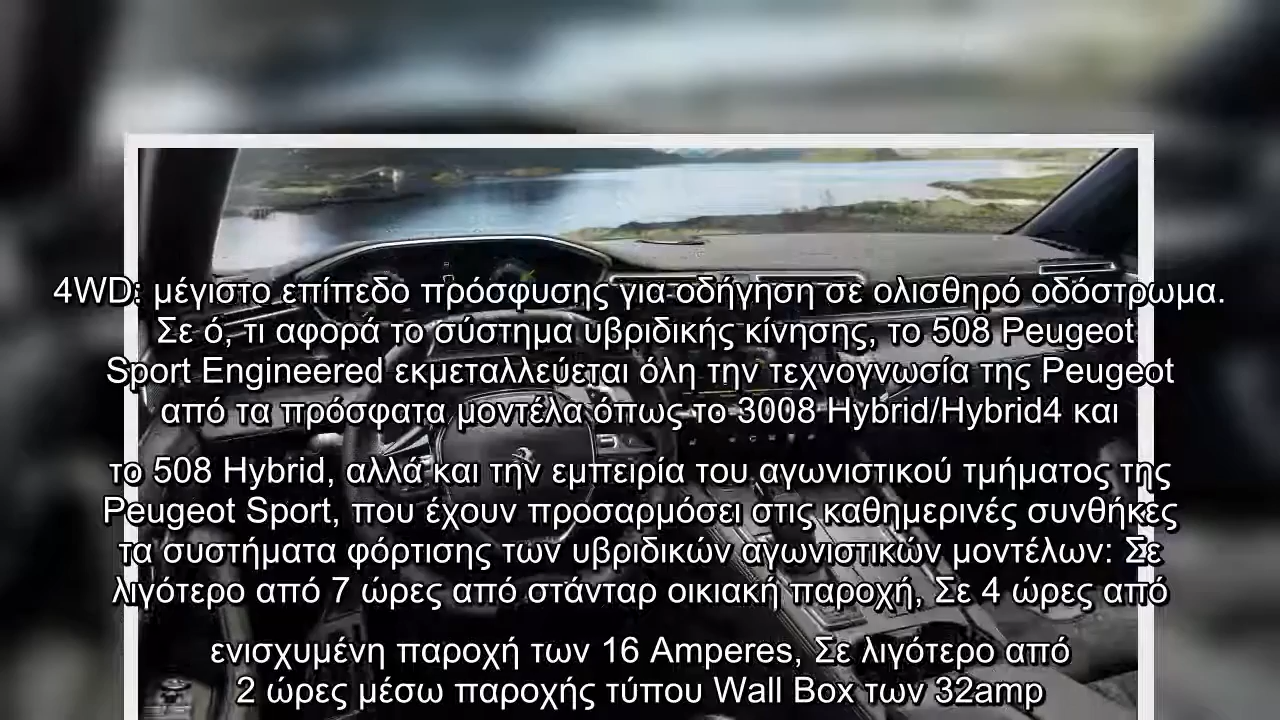 4WD: μέγιστο επίπεδο πρόσφυσης για οδήγηση σε ολισθηρό οδόστρωμα.
Σε ό, τι αφορά το σύστημα υβριδικής κίνησης, το 508 Peugeot
Sport Engineered εκμεταλλεύεται όλη την τεχνογνωσία της Peugeot
από τα πρόσφατα μοντέλα όπως το 3008 Hybrid/Hybrid4 και
το 508 Hybrid, αλλά και την εμπειρία του αγωνιστικού τμήματος της
Peugeot Sport, που έχουν προσαρμόσει στις καθημερινές συνθήκες
τα συστήματα φόρτισης των υβριδικών αγωνιστικών μοντέλων: Σε
λιγότερο από 7 ώρες από στάνταρ οικιακή παροχή, Σε 4 ώρες από
ενισχυμένη παροχή των 16 Amperes, Σε λιγότερο από
2 ώρες μέσω παροχής τύπου Wall Box των 32amp